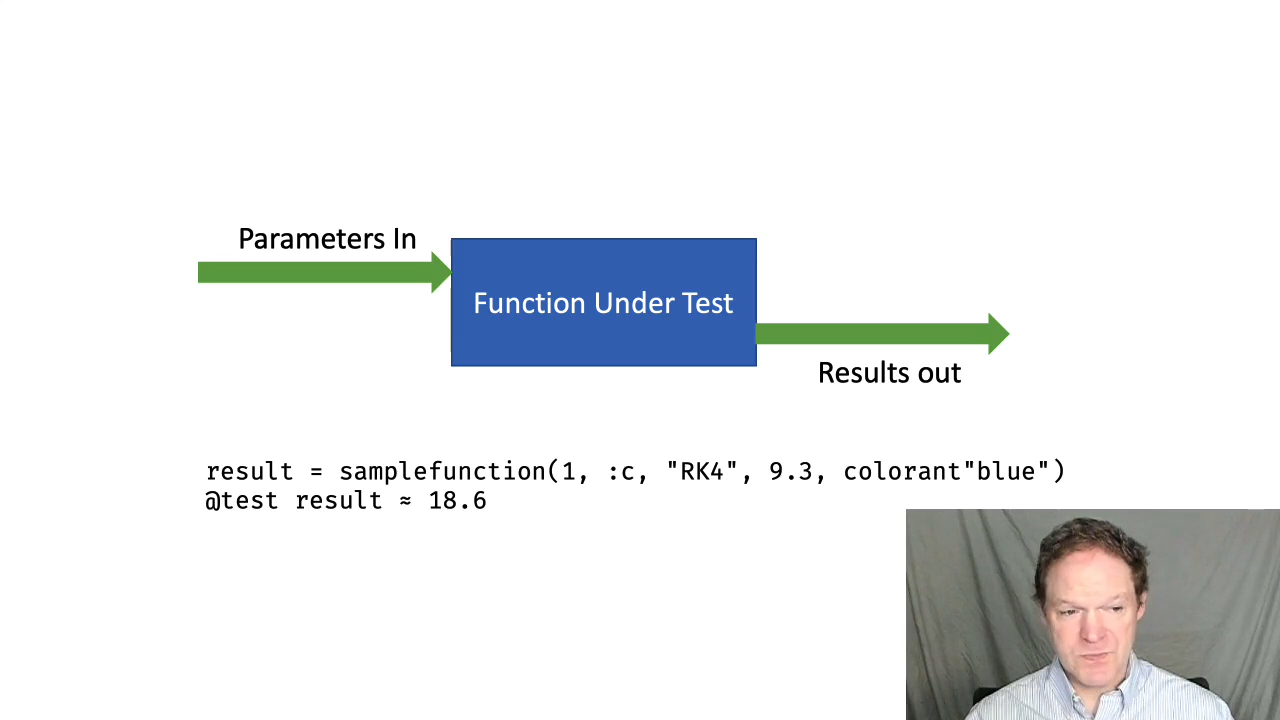 Parameters In
Function Under Test
Results out
result = samplefunction(1, :c, "RK4", 9.3, colorant"blue")
@test result ≈ 18.6